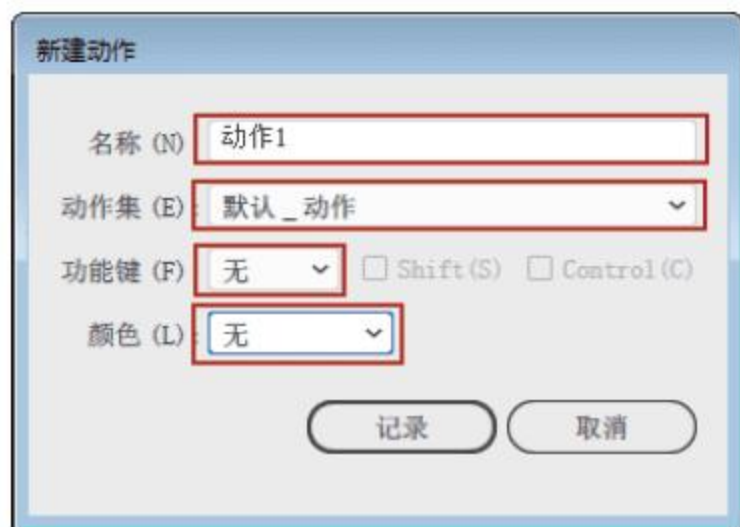 新建动作
名称 (N) 动作1
动作集 (E): 默认_动作
功能键 (F) 无 Shift(S) Control(C)
颜色 (L): 无
记录 取消